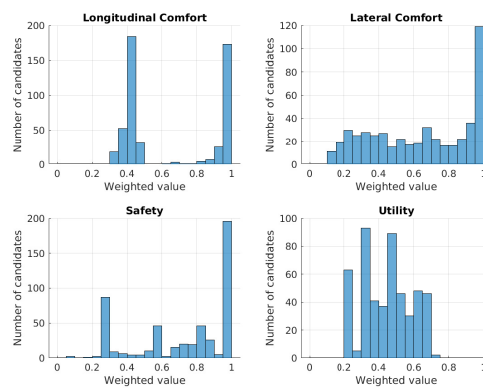 Longitudinal Comfort
Number of candidates
200
150
100
50
0
0 0.2 0.4 0.6 0.8 1
Weighted value
Lateral Comfort
Number of candidates
120
100
80
60
40
20
0
0 0.2 0.4 0.6 0.8
Weighted value
Safety
Number of candidates
200
150
100
50
0
0 0.2 0.4 0.6 0.8 1
Weighted value
Utility
Number of candidates
100
80
60
40
20
0
0 0.2 0.4 0.6 0.8
Weighted value